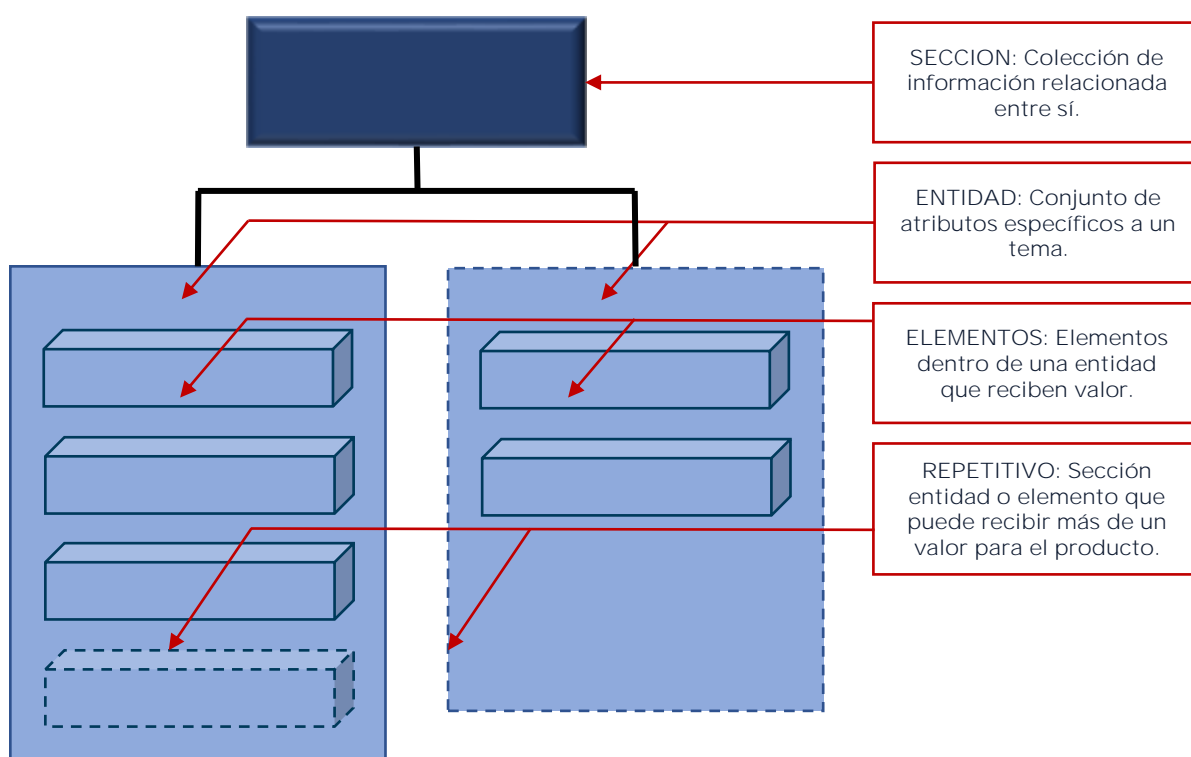 SECCION: Colección de
información relacionada
entre sí.
ENTIDAD: Conjunto de
atributos específicos a un
tema.
ELEMENTOS: Elementos
dentro de una entidad
que reciben valor.
REPETITIVO: Sección
entidad o elemento que
puede recibir más de un
valor para el producto.